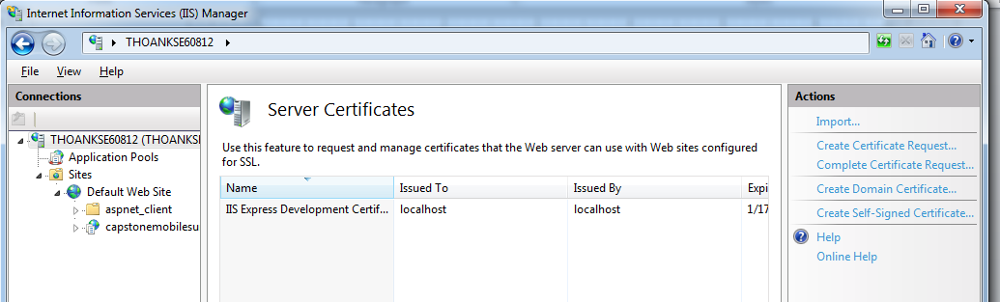 Internet Information Services (IIS) Manager
THOANKSE60812
File View Help
Connections
THOANKSE60812 (THOANKS
Application Pools
Sites
Default Web Site
aspnet_client
capstonemobilesu
Server Certificates
Use this feature to request and manage certificates that the Web server can use with Web sites configured
for SSL.
Name Issued To Issued By Expi
IIS Express Development Certif... localhost localhost 1/17
Actions
Import...
Create Certificate Request...
Complete Certificate Request...
Create Domain Certificate...
Create Self-Signed Certificate...
Help
Online Help